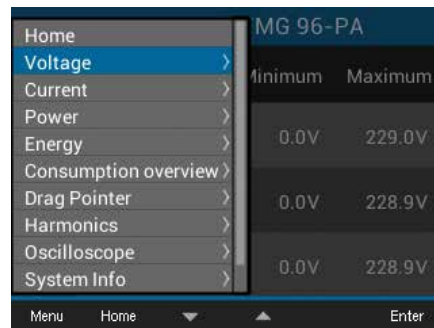 Home
MG 96-PA
Voltage
Current
Minimum Maximum
Power
Energy
0.0V 229.0V
Consumption overview
Drag Pointer
0.0V 228.9V
Harmonics
Oscilloscope
0.0V 228.9V
System Info
Menu Home Enter